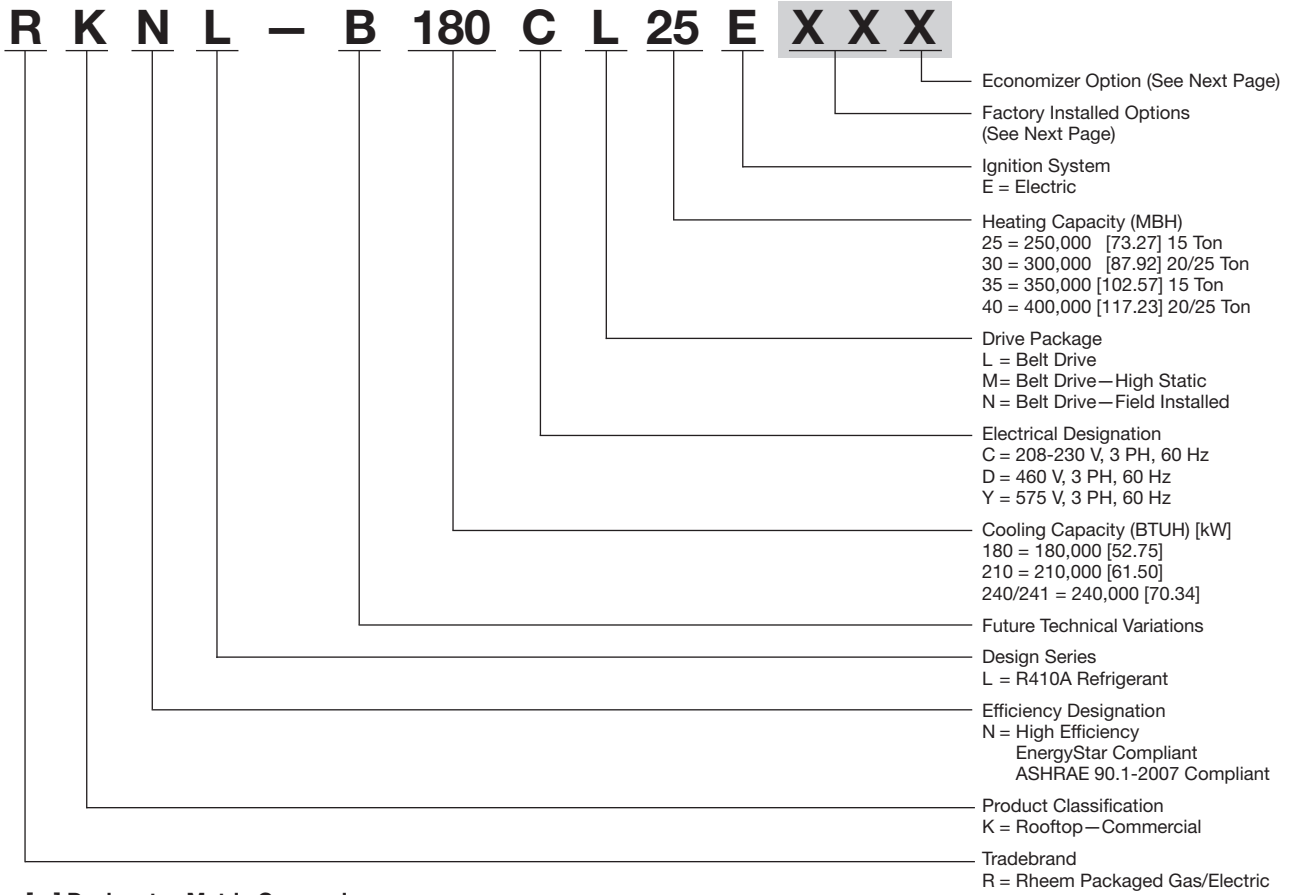 R K N L – B 180 C L 25 E X X X
Economizer Option (See Next Page)
Factory Installed Options
(See Next Page)
Ignition System
E = Electric
Heating Capacity (MBH)
25 = 250,000 [73.27] 15 Ton
30 = 300,000 [87.92] 20/25 Ton
35 = 350,000 [102.57] 15 Ton
40 = 400,000 [117.23] 20/25 Ton
Drive Package
L = Belt Drive
M= Belt Drive—High Static
N = Belt Drive—Field Installed
Electrical Designation
C = 208-230 V, 3 PH, 60 Hz
D = 460 V, 3 PH, 60 Hz
Y = 575 V, 3 PH, 60 Hz
Cooling Capacity (BTUH) [kW]
180 = 180,000 [52.75]
210 = 210,000 [61.50]
240/241 = 240,000 [70.34]
Future Technical Variations
Design Series
L = R410A Refrigerant
Efficiency Designation
N = High Efficiency
EnergyStar Compliant
ASHRAE 90.1-2007 Compliant
Product Classification
K = Rooftop—Commercial
Tradebrand
R = Rheem Packaged Gas/Electric